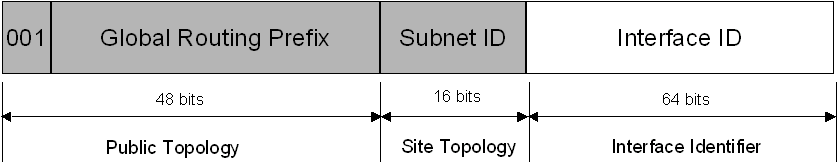 001 Global Routing Prefix Subnet ID Interface ID
48 bits 16 bits 64 bits
Public Topology Site Topology Interface Identifier